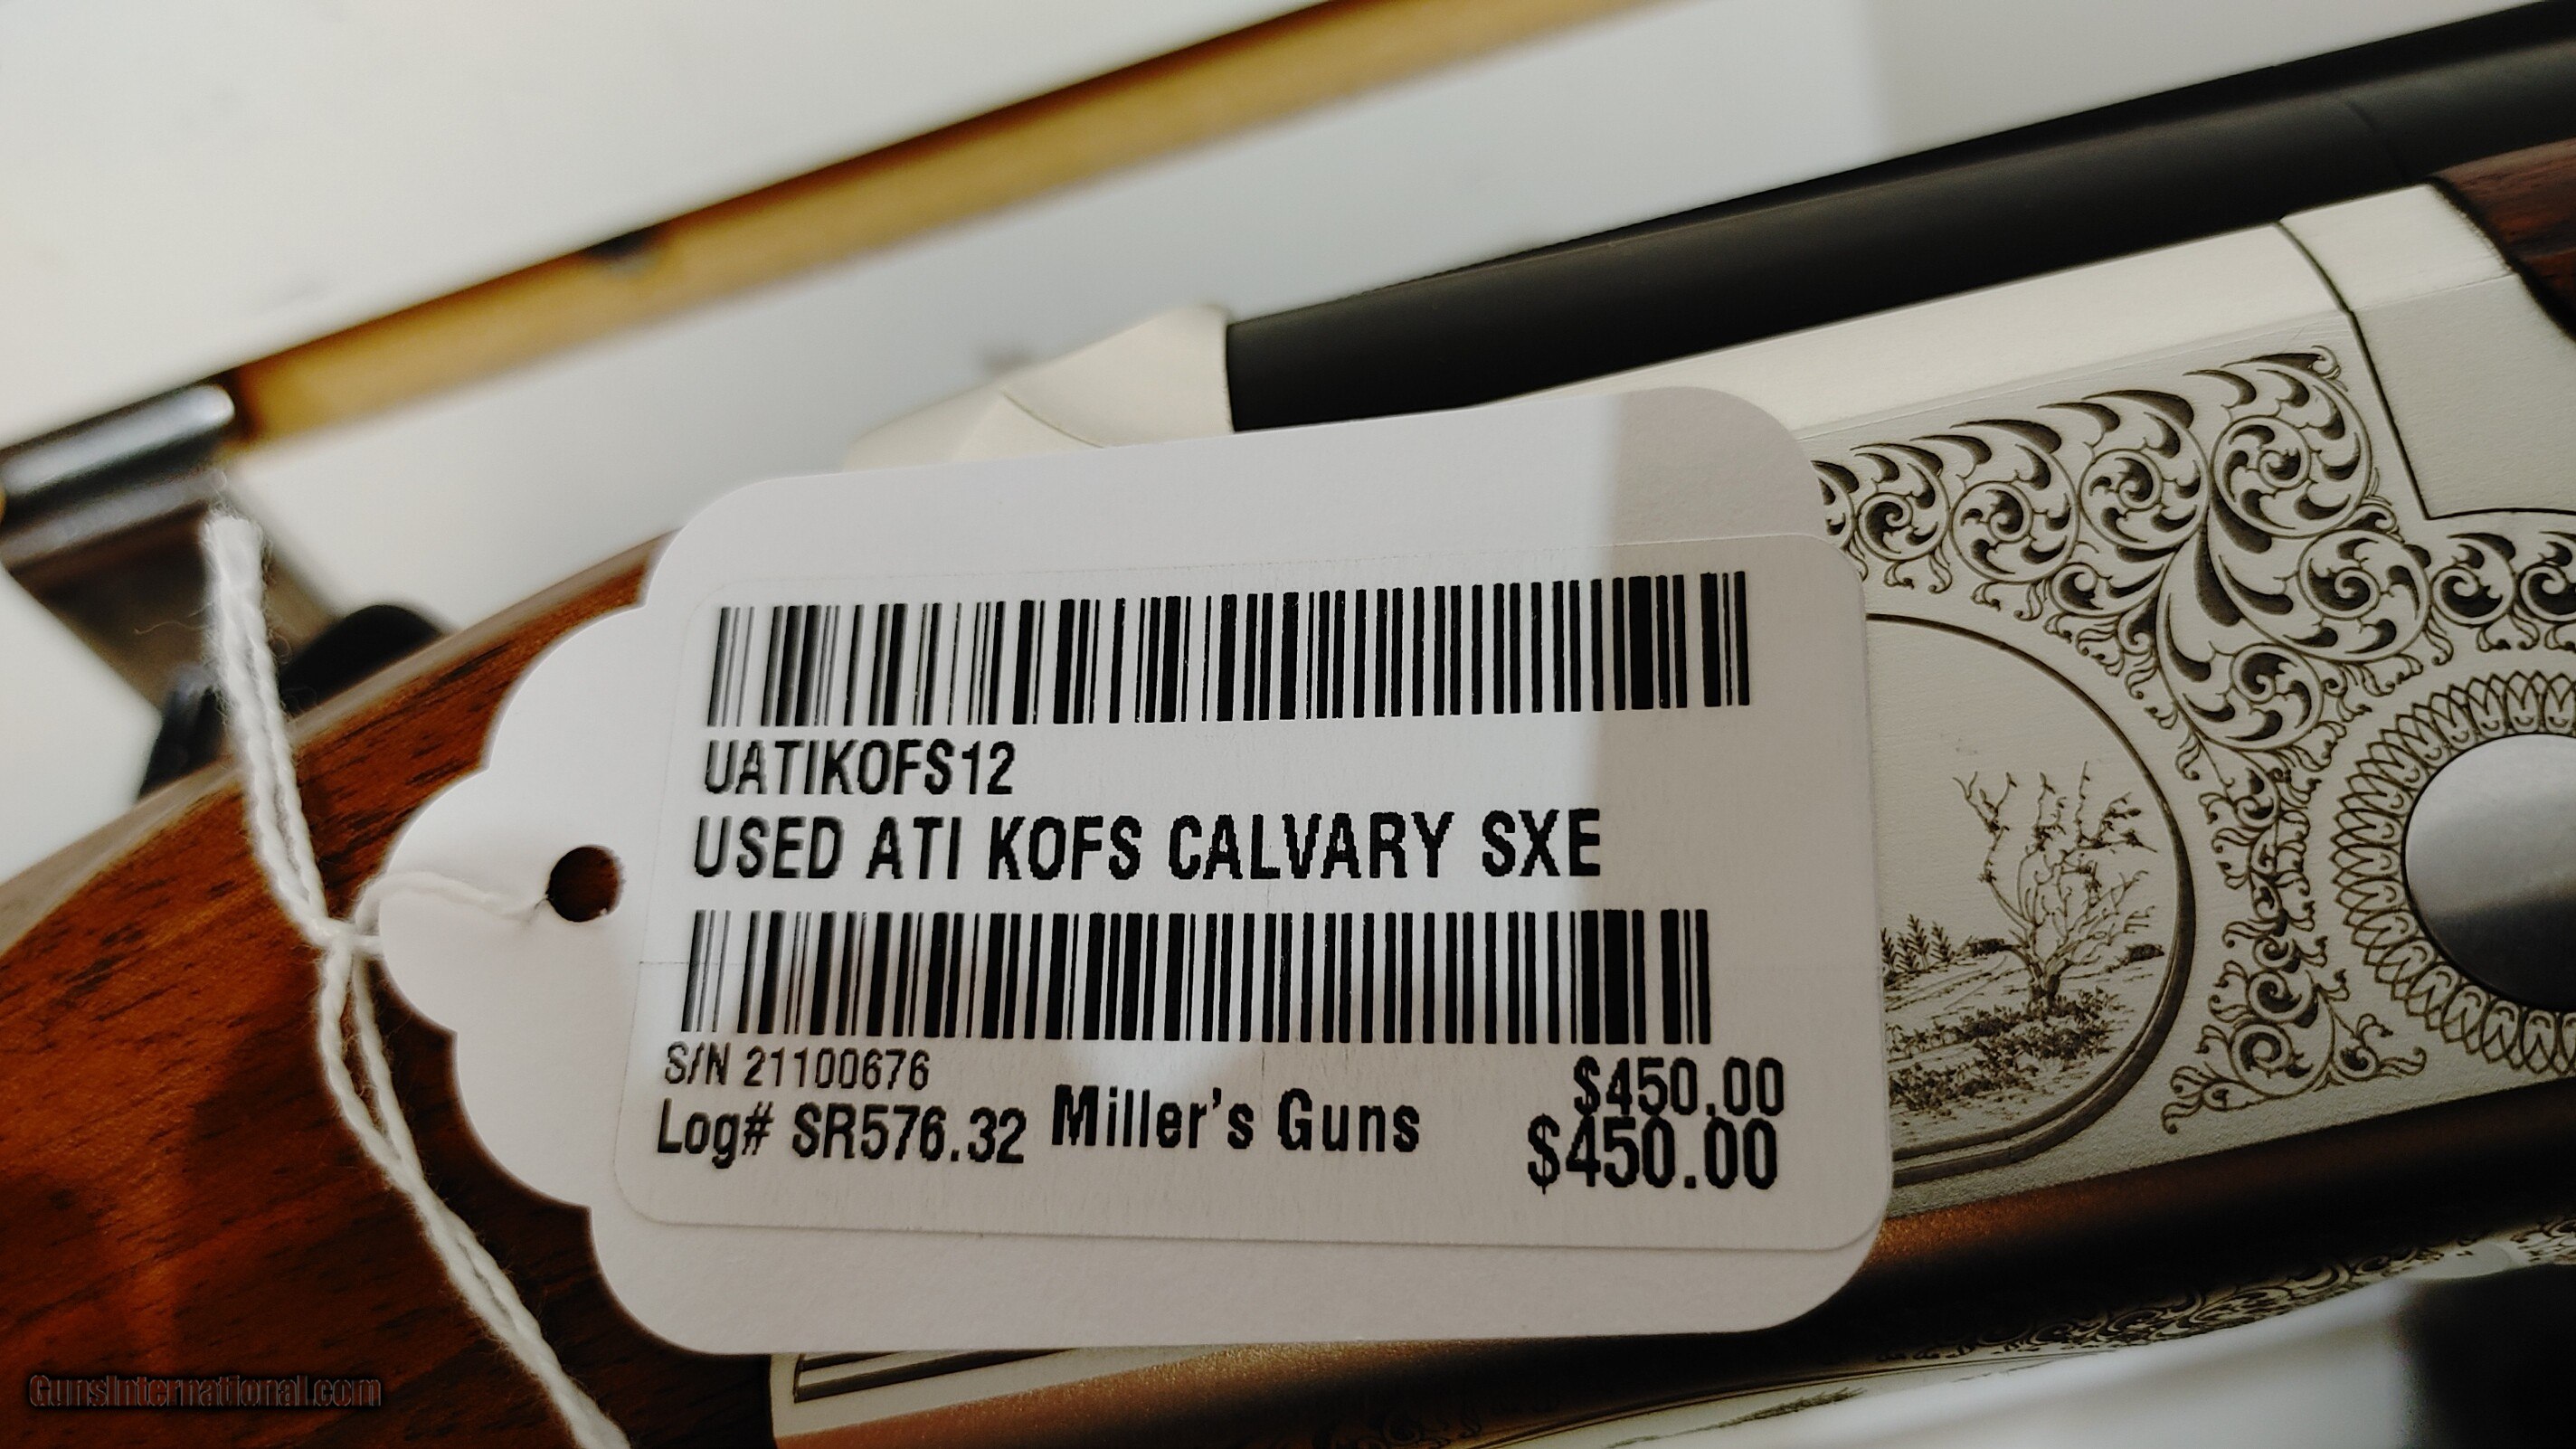 UATIKOFS12
USED ATI KOFS CALVARY SXE
S/N 21100676
$450.00
Log# SR576.32 Miller's Guns $450.00
GunsInternational.com